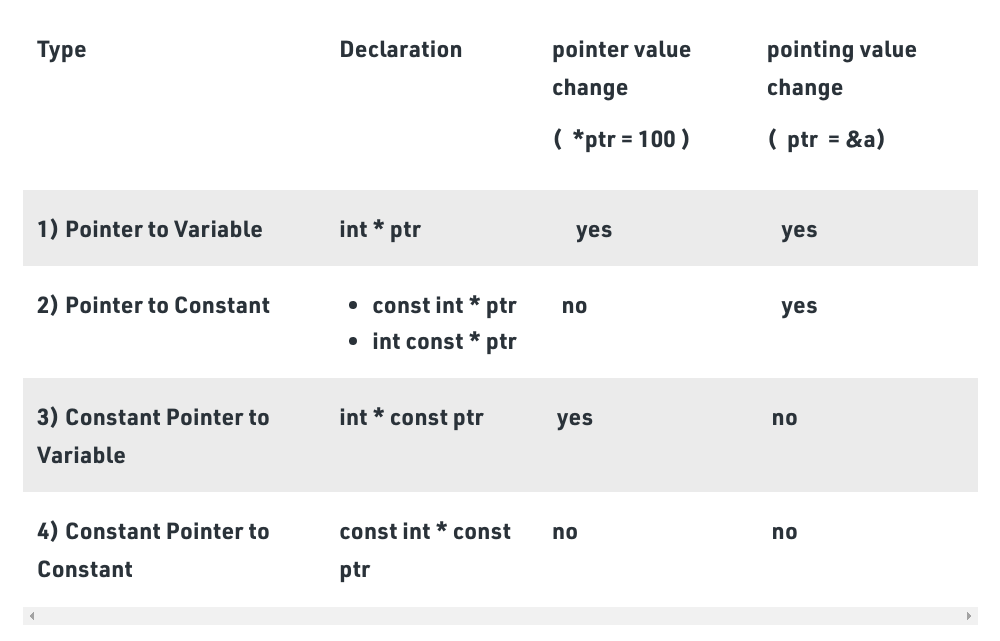 Type Declaration pointer value pointing value
change change
( *ptr = 100 ) ( ptr = &a)
1) Pointer to Variable int * ptr yes yes
2) Pointer to Constant • const int * ptr no yes
• int const * ptr
3) Constant Pointer to int * const ptr yes no
Variable
4) Constant Pointer to const int * const no no
Constant ptr